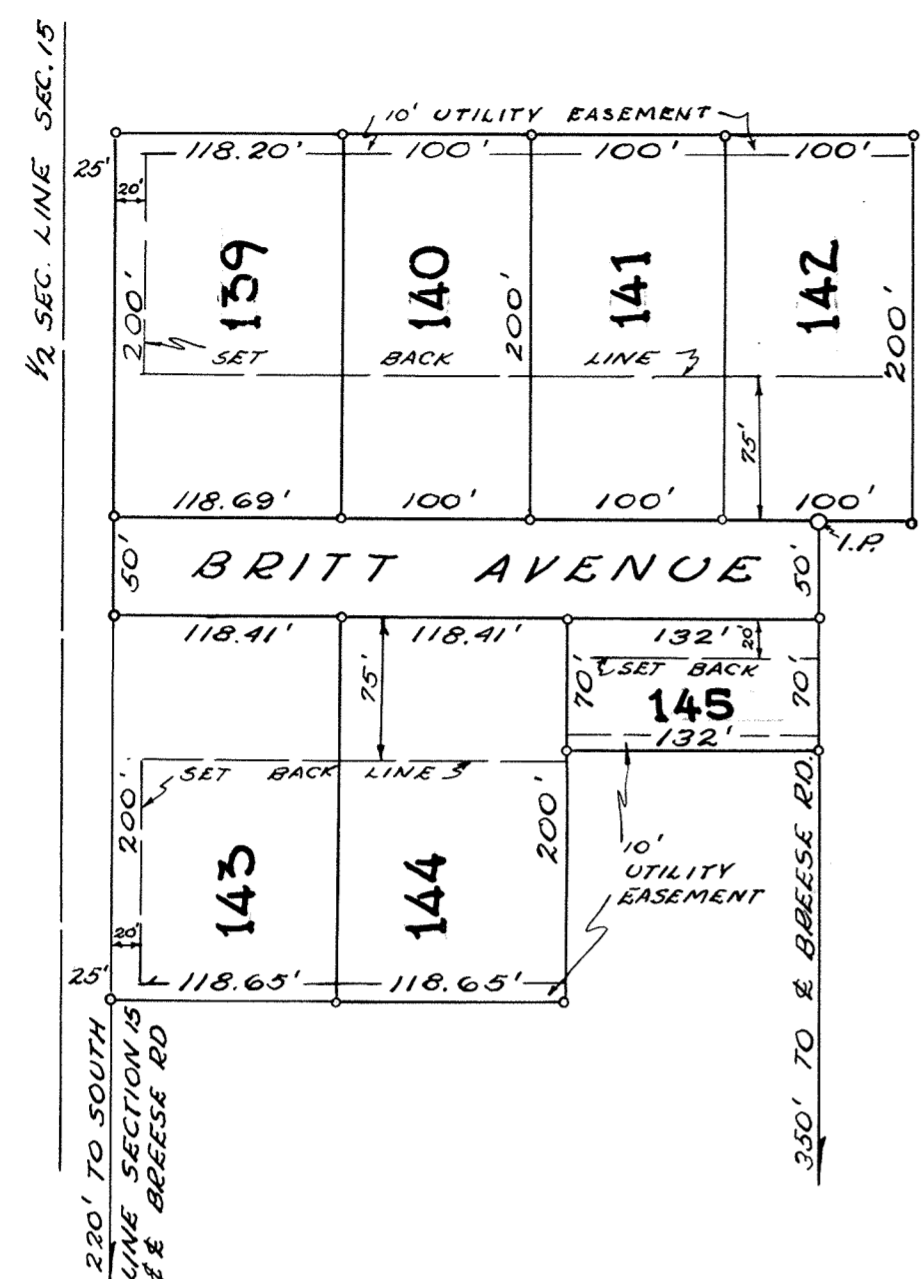 1/2 SEC. LINE SEC. 15
10' UTILITY EASEMENT
25'
118.20' 100' 100' 100'
20'
139 140 141 142
200' 200' 200'
SET BACK LINE
75'
118.69' 100' 100' 100'
I.P.
50' BRITT AVENUE 50'
118.41' 118.41' 132' 20'
75' 70' SET BACK 70'
145
132'
SET BACK LINE
200' 200'
10'
UTILITY
EASEMENT
143 144
20'
25' 118.65' 118.65'
220' TO SOUTH
LINE SECTION 15
& ℄ BREESE RD
350' TO ℄ BREESE RD.